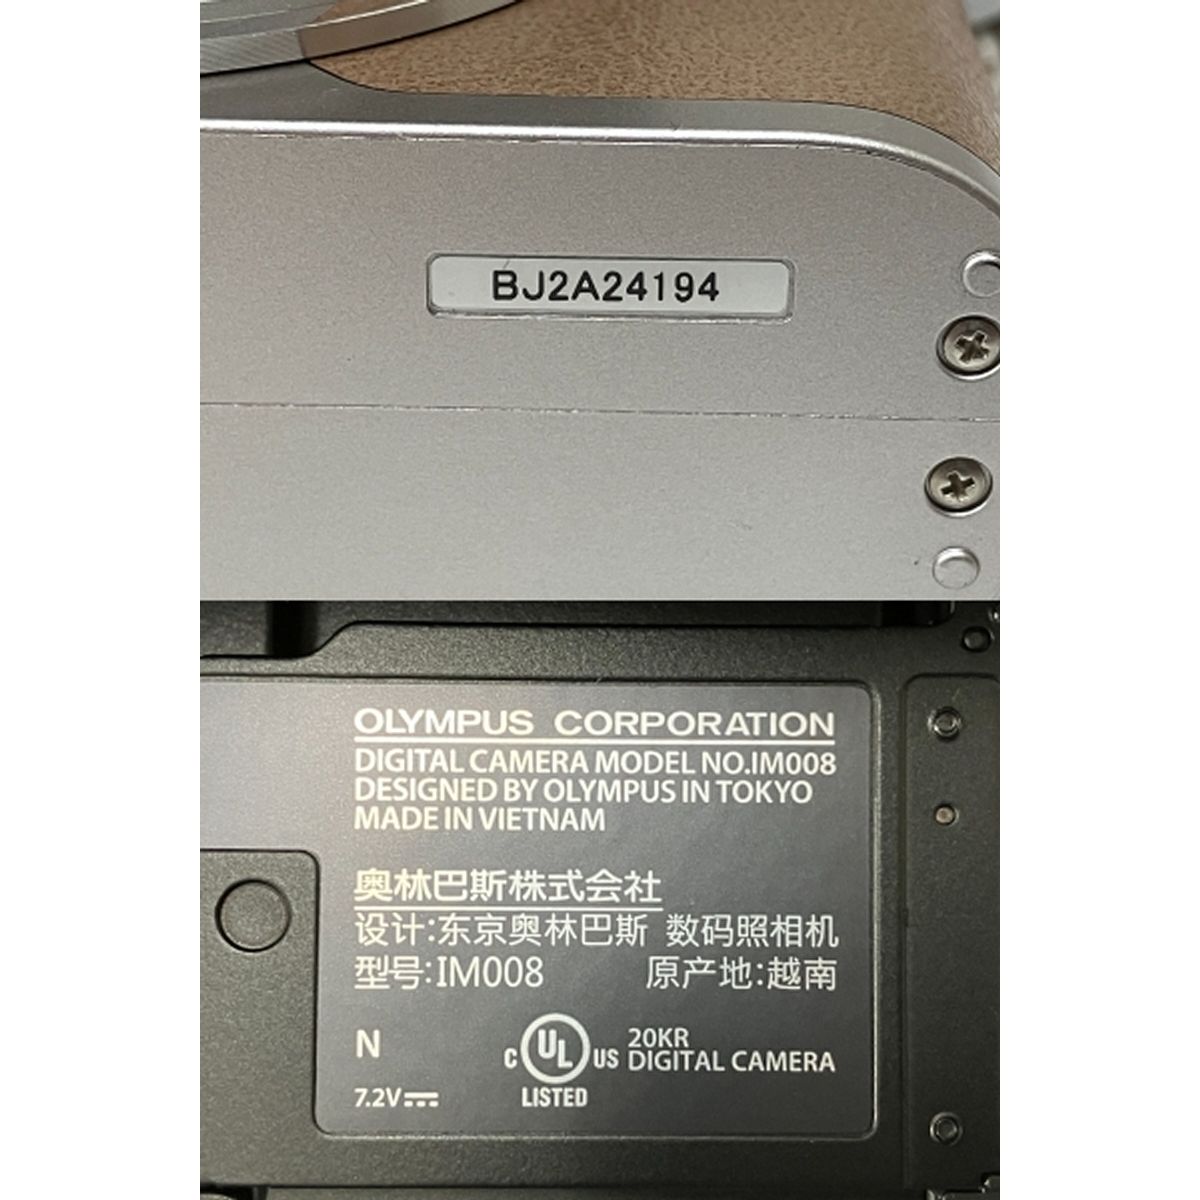 BJ2A24194
OLYMPUS CORPORATION
DIGITAL CAMERA MODEL NO.IM008
DESIGNED BY OLYMPUS IN TOKYO
MADE IN VIETNAM
奥林巴斯株式会社
设计:东京奥林巴斯 数码照相机
型号:IM008 原产地:越南
N
C UL US
LISTED
20KR
DIGITAL CAMERA
7.2V⎓